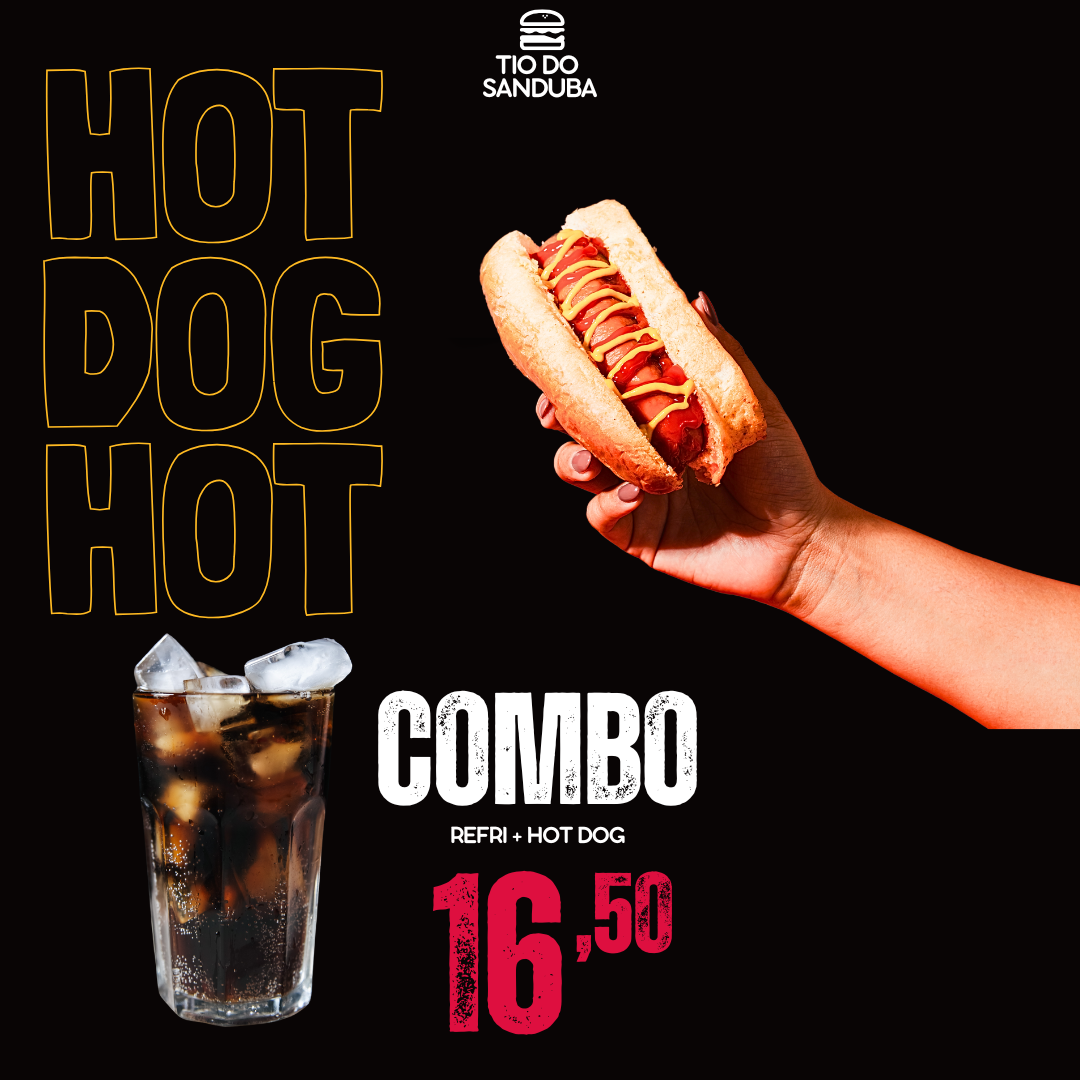 TIO DO
SANDUBA
HOT
DOG
HOT
COMBO
REFRI + HOT DOG
16,50